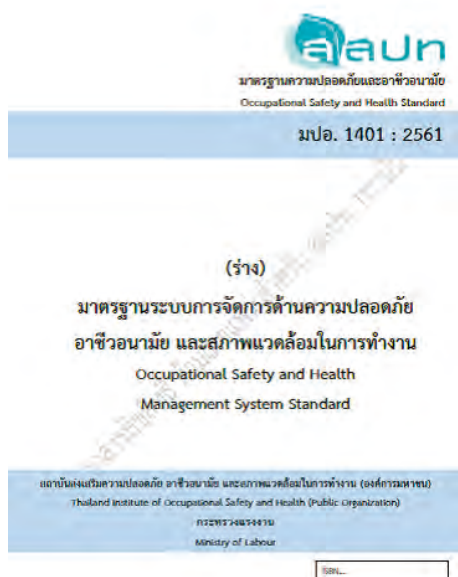 สสปท
มาตรฐานความปลอดภัยและอาชีวอนามัย
Occupational Safety and Health Standard
มปอ. 1401 : 2561
(ร่าง)
มาตรฐานระบบการจัดการด้านความปลอดภัย
อาชีวอนามัย และสภาพแวดล้อมในการทำงาน
Occupational Safety and Health
Management System Standard
สถาบันส่งเสริมความปลอดภัย อาชีวอนามัย และสภาพแวดล้อมในการทำงาน (องค์การมหาชน)
Thailand Institute of Occupational Safety and Health (Public Organization)
กระทรวงแรงงาน
Ministry of Labour